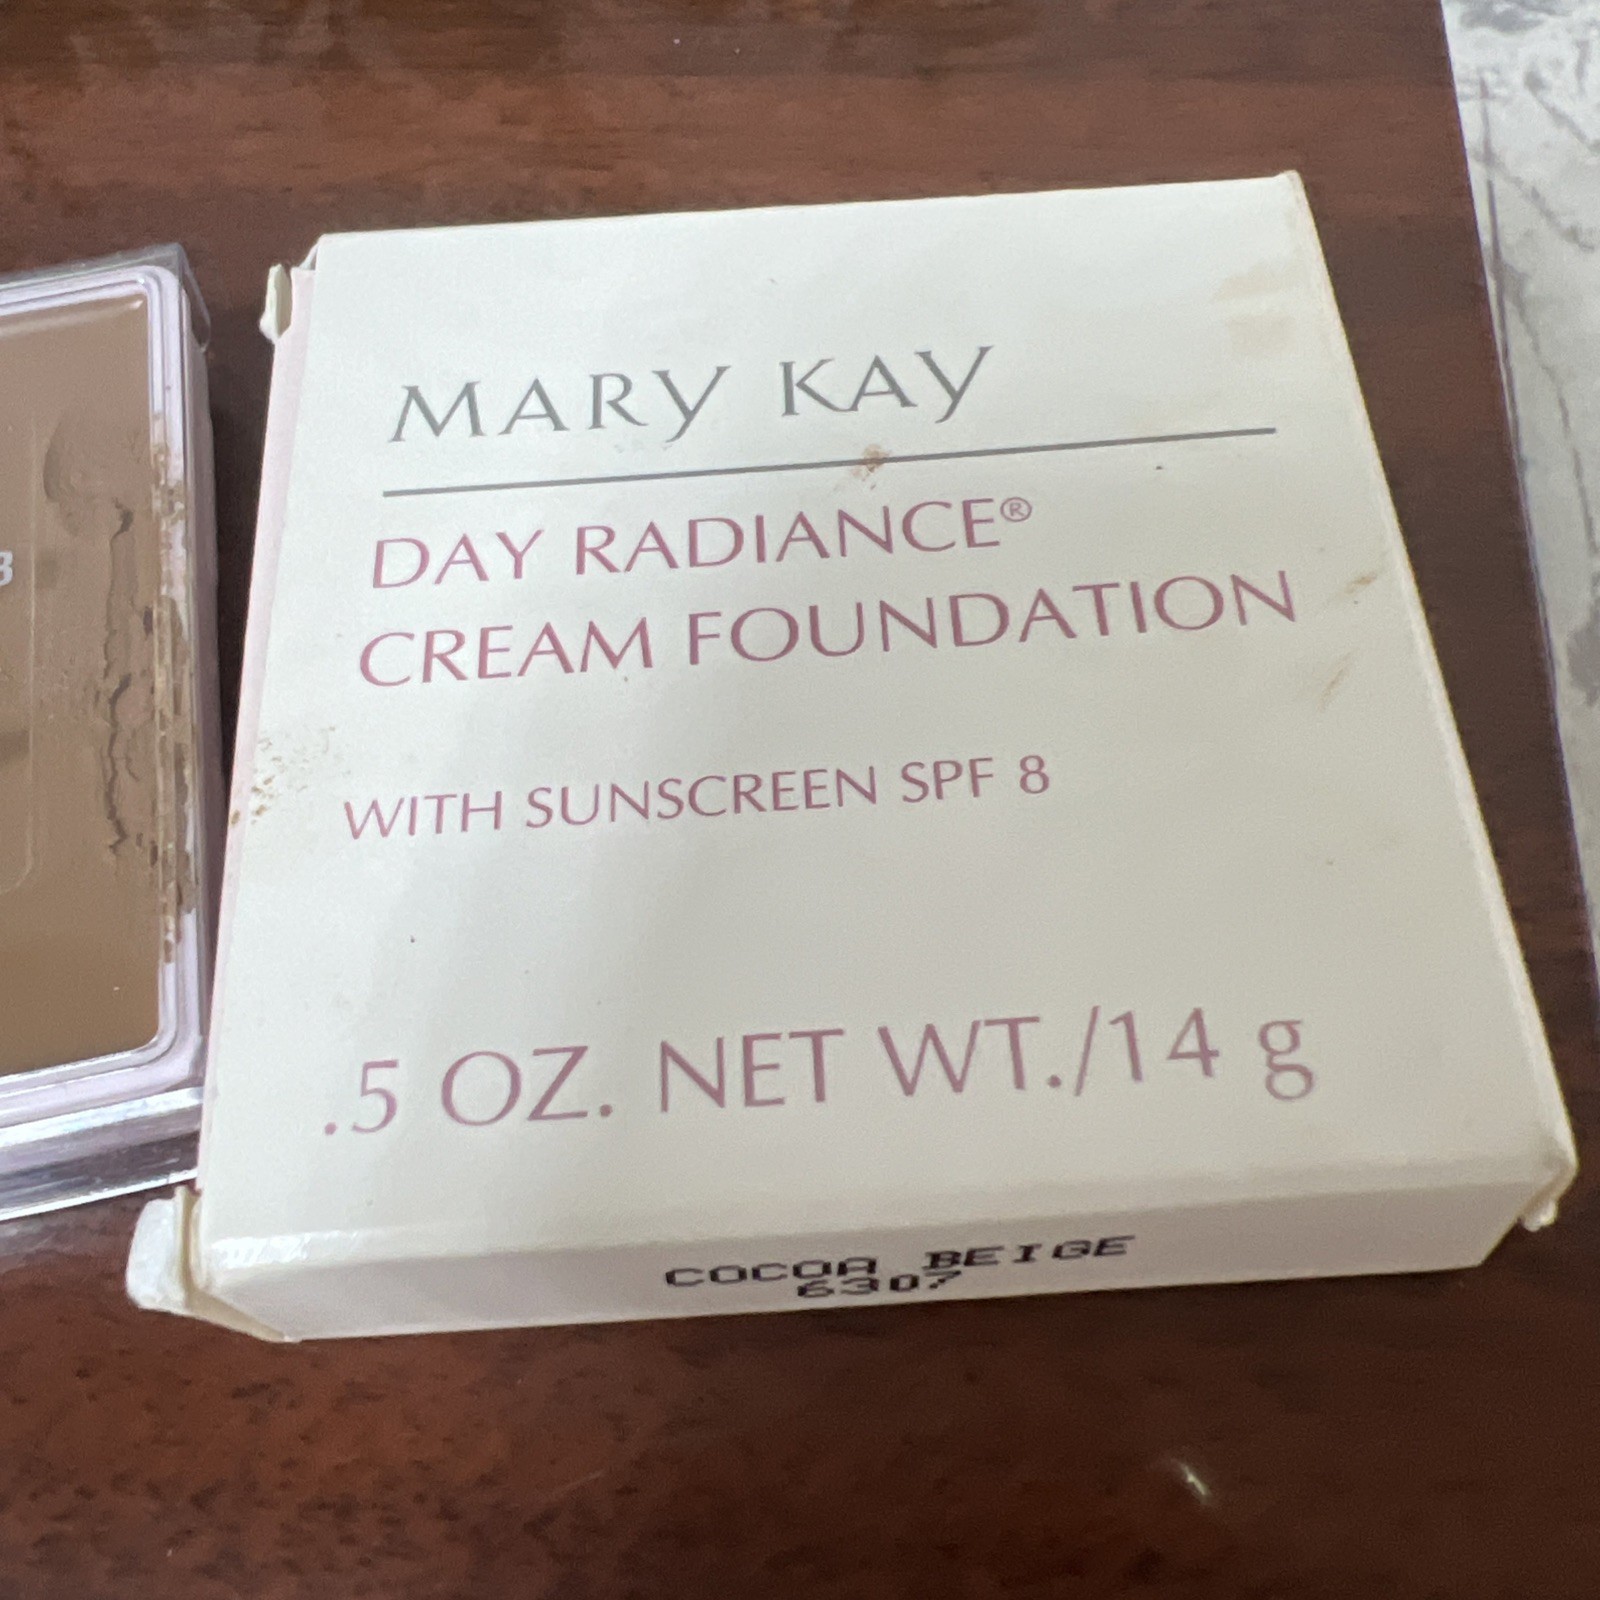 MARY KAY
DAY RADIANCE®
CREAM FOUNDATION
WITH SUNSCREEN SPF 8
.5 OZ. NET WT./14 g
COCOA BEIGE
6307